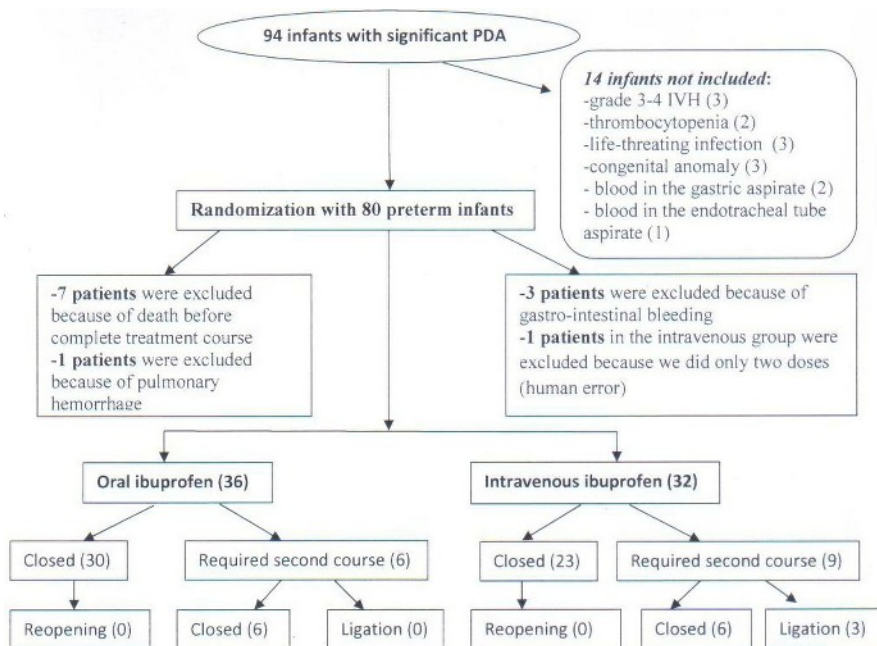 94 infants with significant PDA
14 infants not included:
-grade 3-4 IVH (3)
-thrombocytopenia (2)
-life-threating infection (3)
-congenital anomaly (3)
- blood in the gastric aspirate (2)
- blood in the endotracheal tube
aspirate (1)
Randomization with 80 preterm infants
-7 patients were excluded
because of death before
complete treatment course
-1 patients were excluded
because of pulmonary
hemorrhage
-3 patients were excluded because of
gastro-intestinal bleeding
-1 patients in the intravenous group were
excluded because we did only two doses
(human error)
Oral ibuprofen (36)
Intravenous ibuprofen (32)
Closed (30)
Required second course (6)
Closed (23)
Required second course (9)
Reopening (0)
Closed (6)
Ligation (0)
Reopening (0)
Closed (6)
Ligation (3)